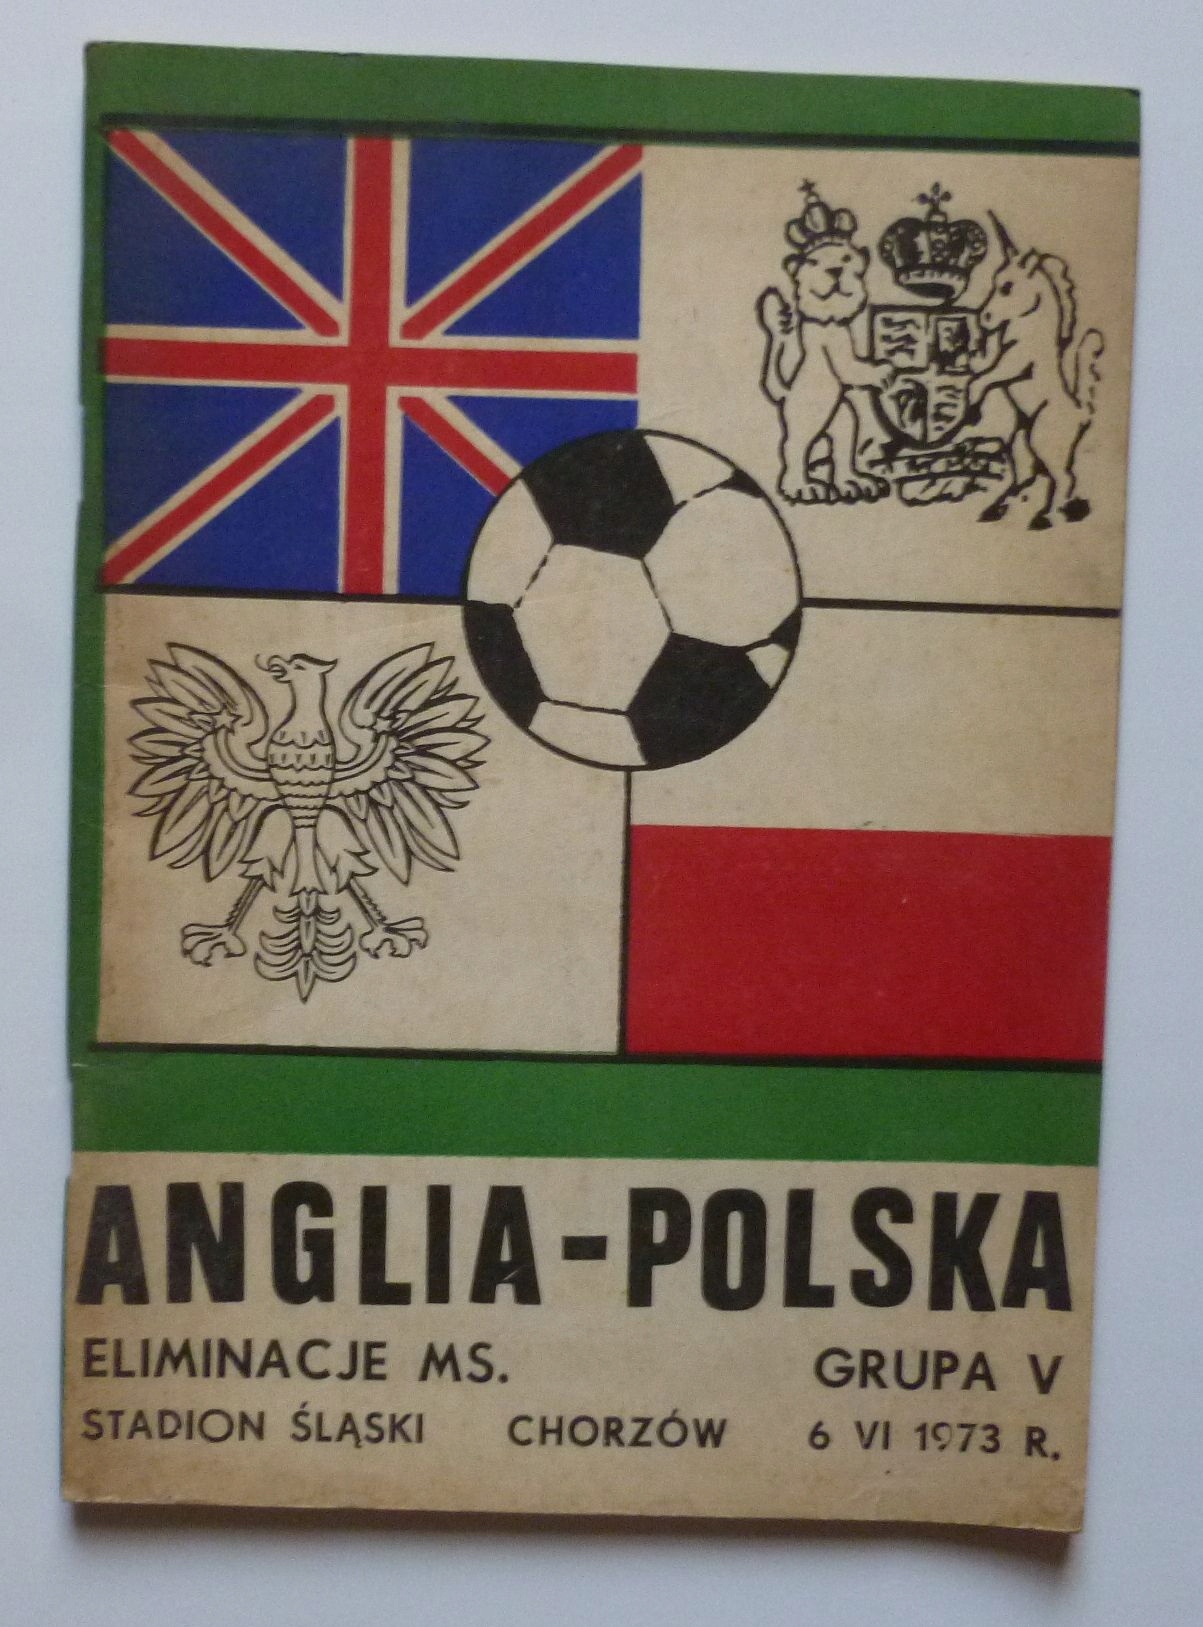 ANGLIA-POLSKA
ELIMINACJE MS. GRUPA V
STADION ŚLĄSKI CHORZÓW 6 VI 1973 R.